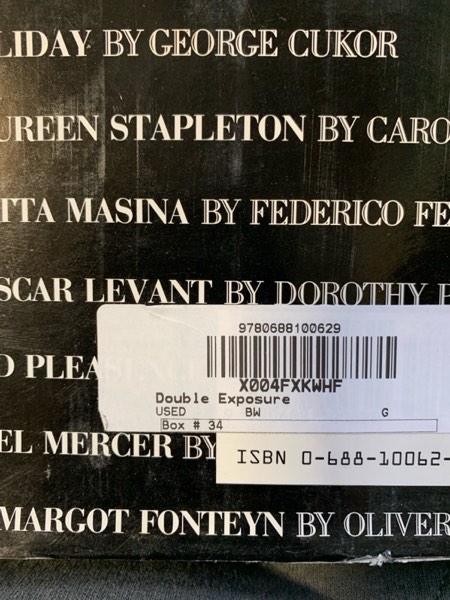 LIDAY BY GEORGE CUKOR
UREEN STAPLETON BY CARO
TTA MASINA BY FEDERICO FE
SCAR LEVANT BY DOROTHY P
9780688100629
O PLEA
X004FXKWHF
Double Exposure
USED BW G
Box # 34
EL MERCER BY
ISBN 0-688-10062-
MARGOT FONTEYN BY OLIVER